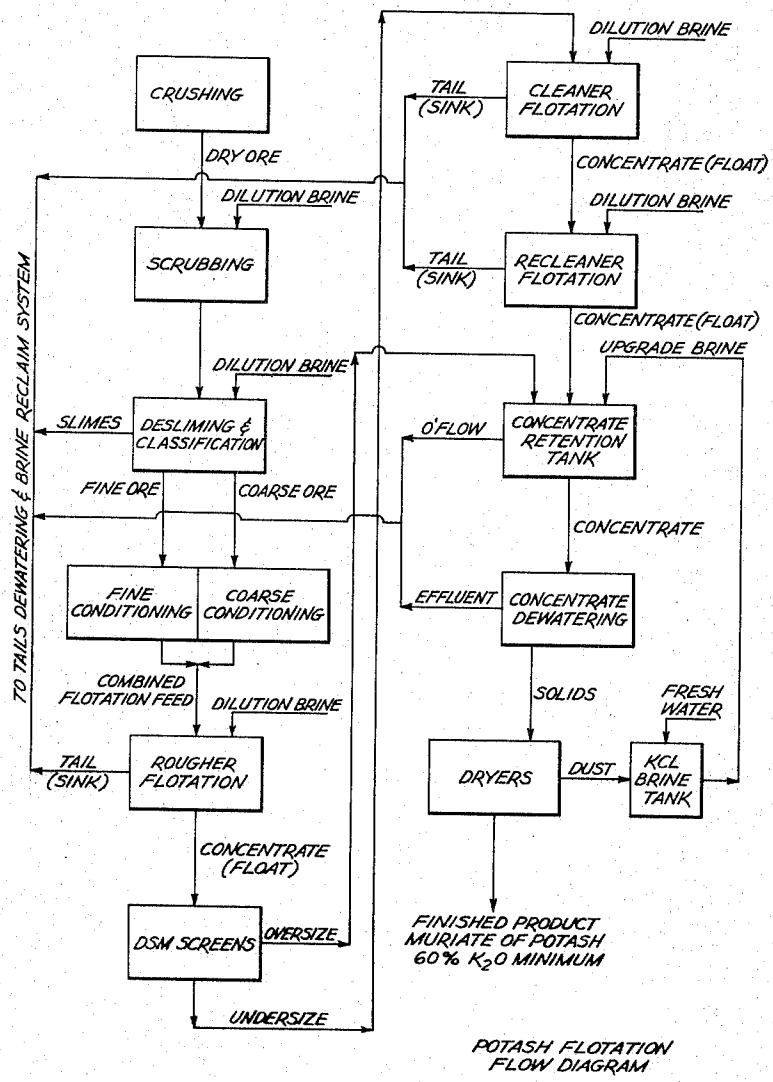 CRUSHING
DRY ORE
DILUTION BRINE
SCRUBBING
DILUTION BRINE
SLIMES
DESLIMING &
CLASSIFICATION
FINE ORE
COARSE ORE
FINE
CONDITIONING
COARSE
CONDITIONING
COMBINED
FLOTATION FEED
DILUTION BRINE
TAIL
(SINK)
ROUGHER
FLOTATION
CONCENTRATE
(FLOAT)
DSM SCREENS
OVERSIZE
UNDERSIZE
TO TAILS DEWATERING & BRINE RECLAIM SYSTEM
DILUTION BRINE
CLEANER
FLOTATION
TAIL
(SINK)
CONCENTRATE (FLOAT)
DILUTION BRINE
RECLEANER
FLOTATION
TAIL
(SINK)
CONCENTRATE (FLOAT)
UPGRADE BRINE
O'FLOW
CONCENTRATE
RETENTION
TANK
CONCENTRATE
EFFLUENT
CONCENTRATE
DEWATERING
SOLIDS
FRESH
WATER
DRYERS
DUST
KCL
BRINE
TANK
FINISHED PRODUCT
MURIATE OF POTASH
60% K₂O MINIMUM
POTASH FLOTATION
FLOW DIAGRAM